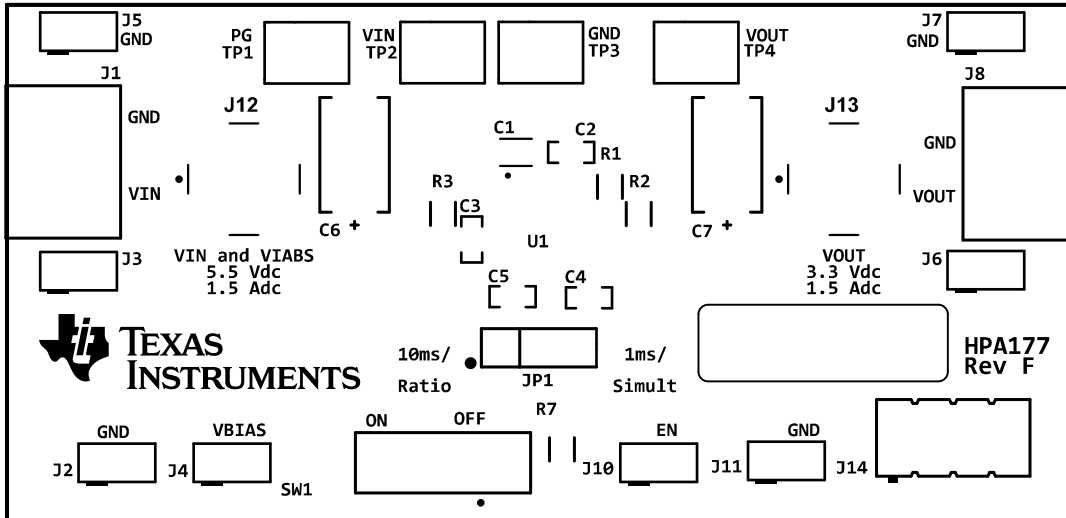 J5
GND
PG
TP1
VIN
TP2
GND
TP3
VOUT
TP4
J7
GND
J1
GND
VIN
J12
C6 +
C1
C2
R1
R2
R3
C3
U1
C5
C4
C7 +
J13
J8
GND
VOUT
J3
VIN and VIABS
5.5 Vdc
1.5 Adc
VOUT
3.3 Vdc
1.5 Adc
J6
TEXAS
INSTRUMENTS
10ms/
Ratio
JP1
1ms/
Simult
HPA177
Rev F
GND
J2
VBIAS
J4
SW1
ON
OFF
R7
EN
J10
GND
J11
J14